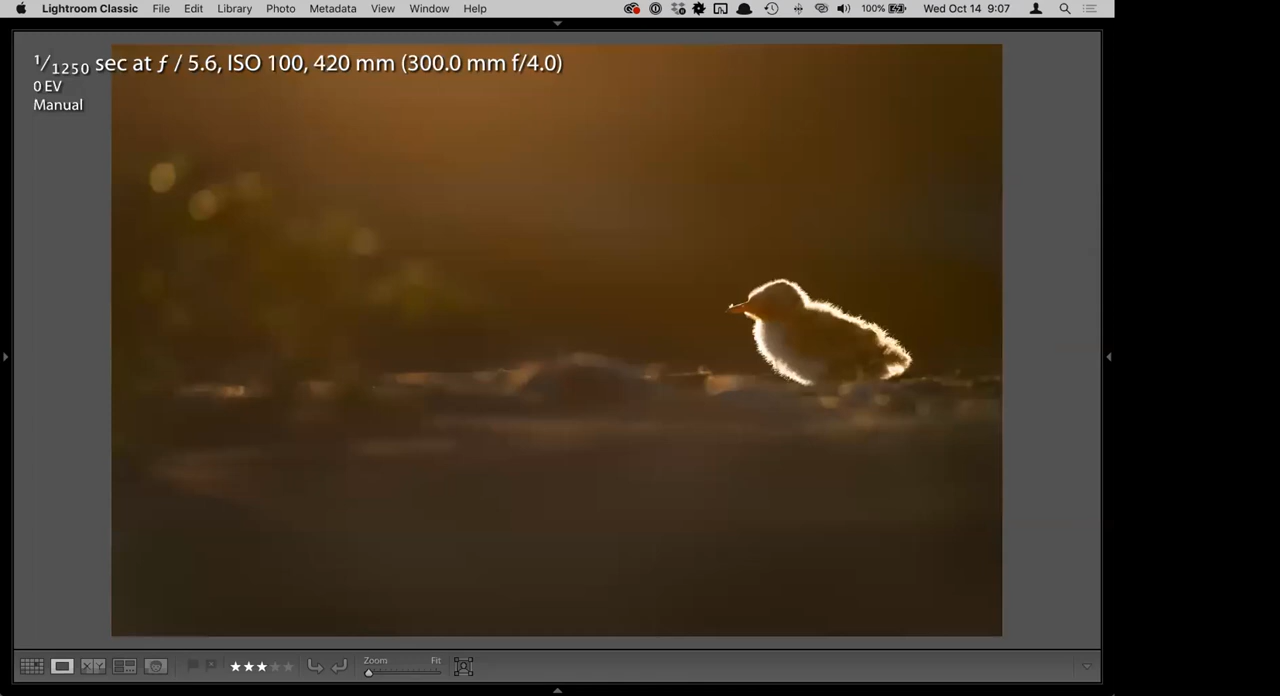 Lightroom Classic File Edit Library Photo Metadata View Window Help 100% Wed Oct 14 9:07
1/1250 sec at ƒ / 5.6, ISO 100, 420 mm (300.0 mm f/4.0)
0 EV
Manual
Zoom Fit